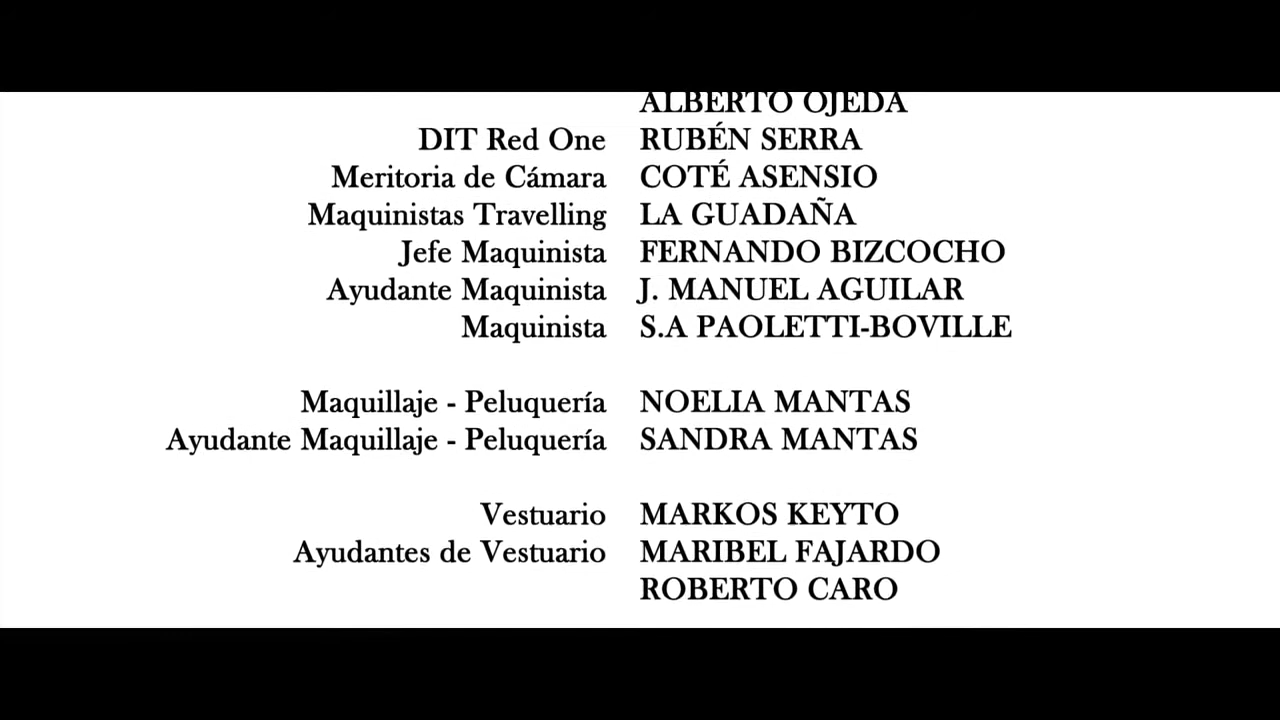 ALBERTO OJEDA
DIT Red One RUBÉN SERRA
Meritoria de Cámara COTÉ ASENSIO
Maquinistas Travelling LA GUADAÑA
Jefe Maquinista FERNANDO BIZCOCHO
Ayudante Maquinista J. MANUEL AGUILAR
Maquinista S.A PAOLETTI-BOVILLE
Maquillaje - Peluquería NOELIA MANTAS
Ayudante Maquillaje - Peluquería SANDRA MANTAS
Vestuario MARKOS KEYTO
Ayudantes de Vestuario MARIBEL FAJARDO
ROBERTO CARO